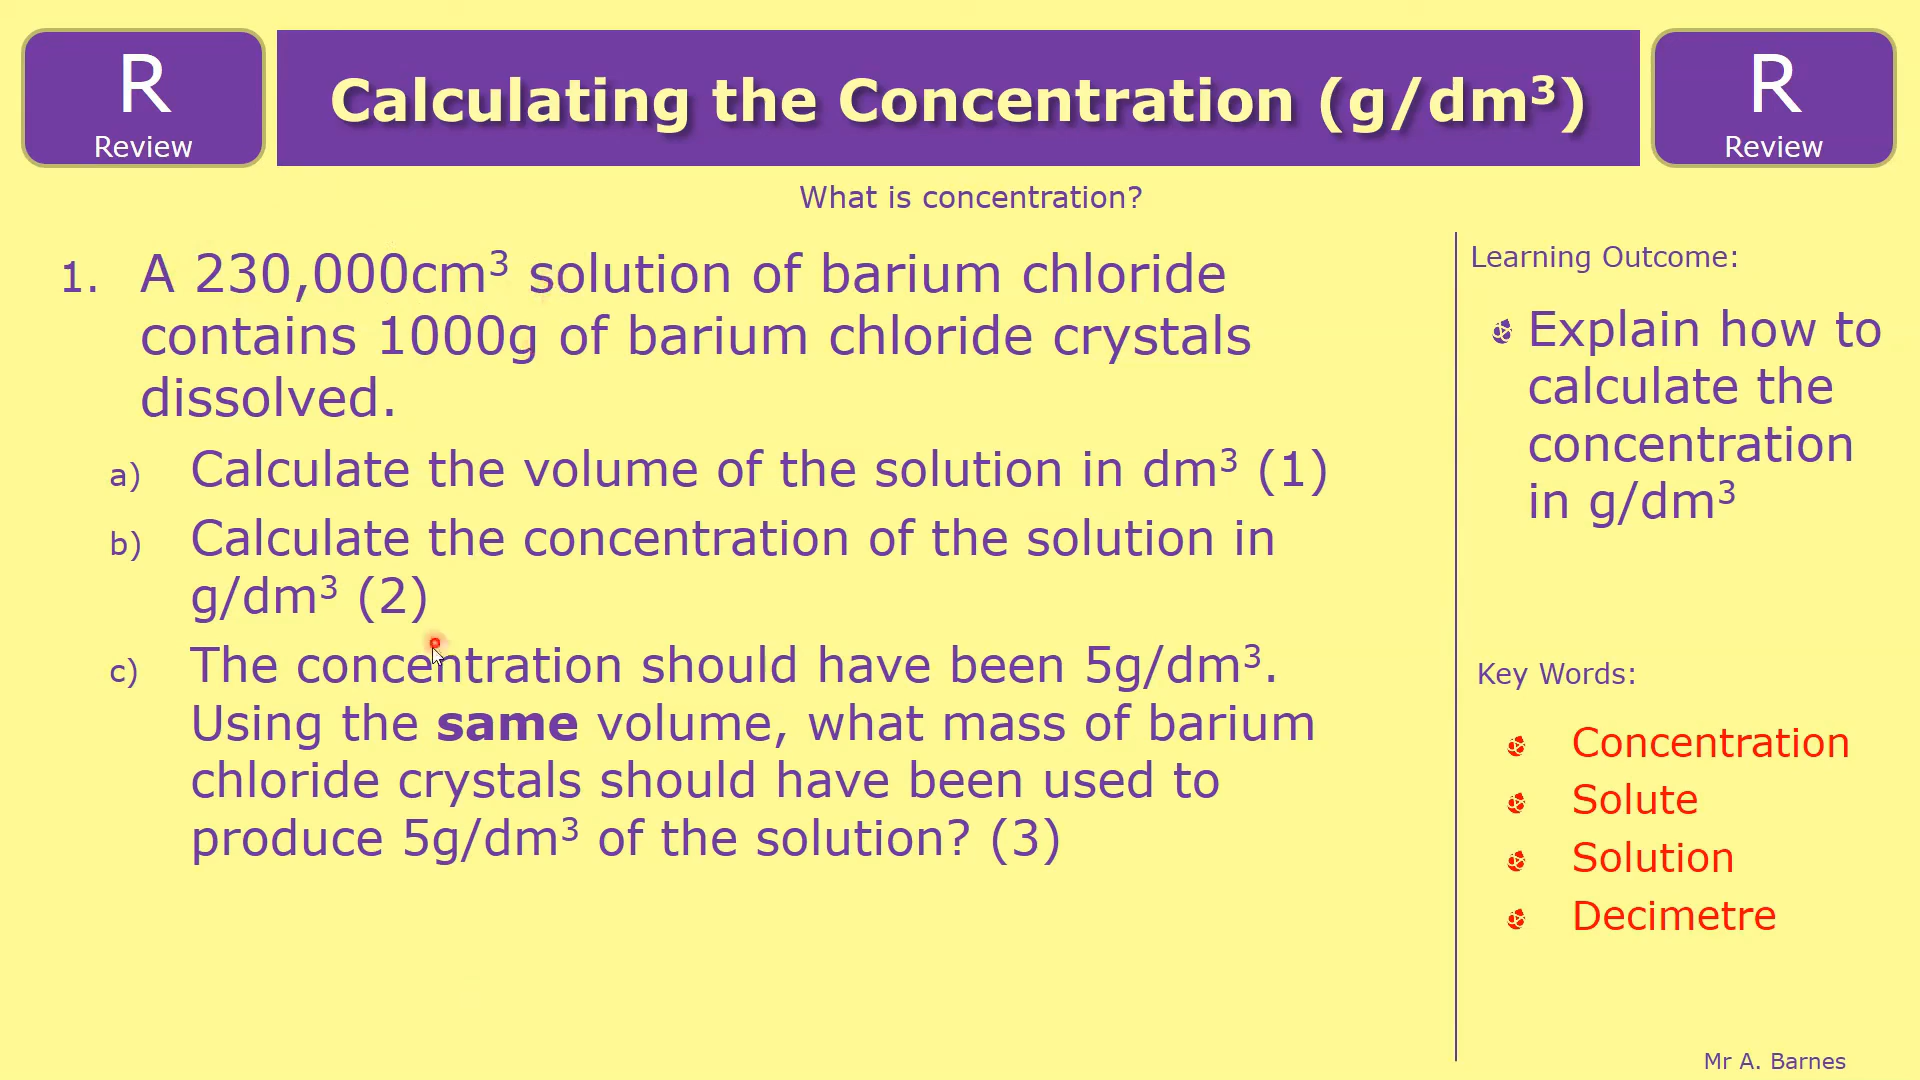 R
Review
Calculating the Concentration (g/dm³)
R
Review
What is concentration?
1. A 230,000cm³ solution of barium chloride
contains 1000g of barium chloride crystals
dissolved.
a) Calculate the volume of the solution in dm³ (1)
b) Calculate the concentration of the solution in
g/dm³ (2)
c) The concentration should have been 5g/dm³.
Using the same volume, what mass of barium
chloride crystals should have been used to
produce 5g/dm³ of the solution? (3)
Learning Outcome:
Explain how to
calculate the
concentration
in g/dm³
Key Words:
Concentration
Solute
Solution
Decimetre
Mr A. Barnes